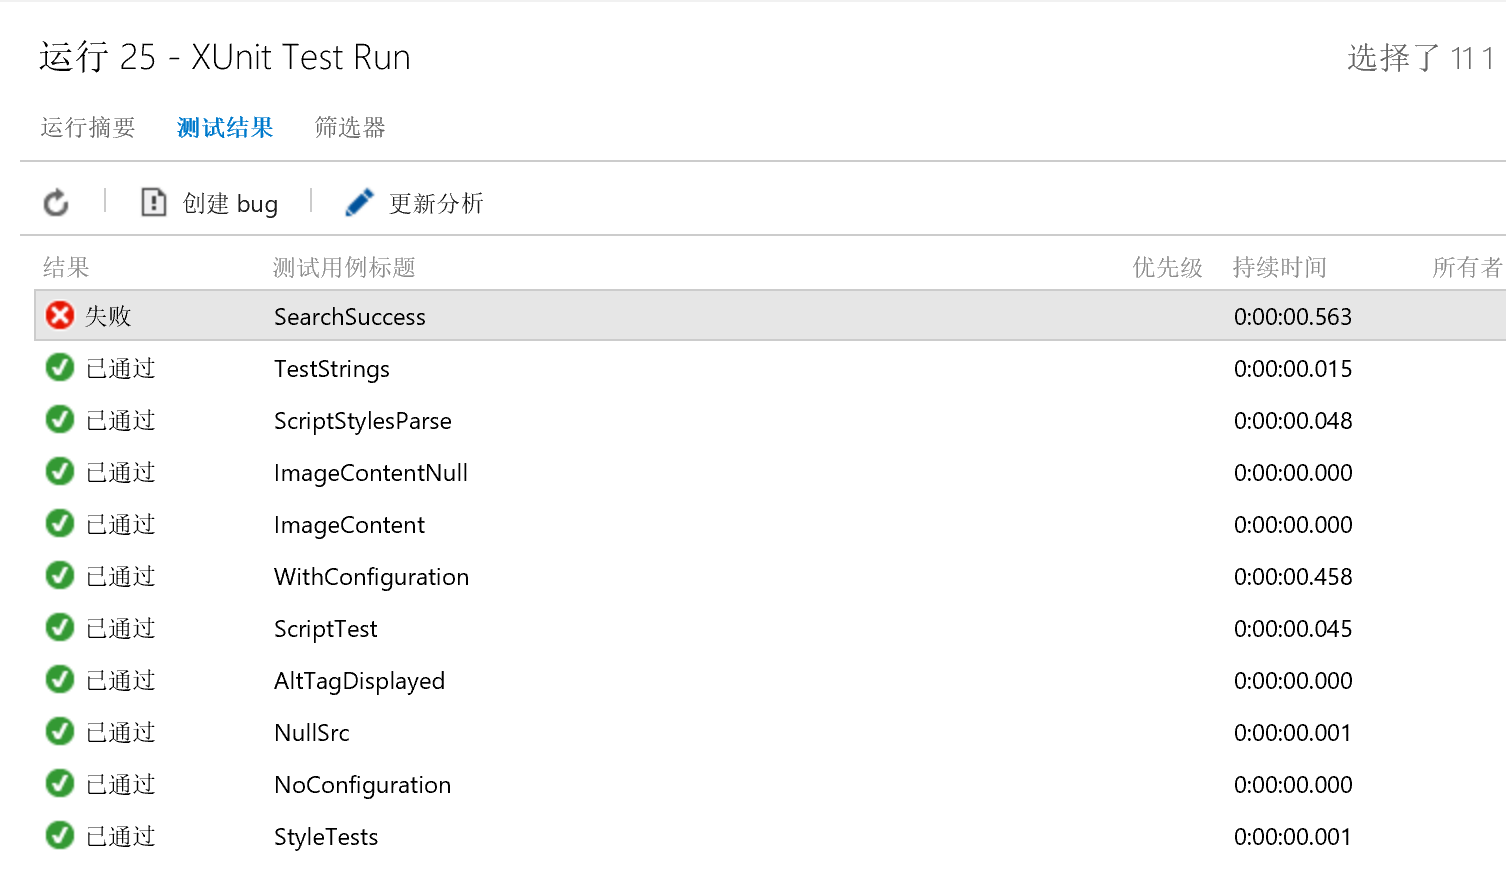 运行 25 - XUnit Test Run
选择了 11 1
运行摘要 测试结果 筛选器
创建 bug 更新分析
结果 测试用例标题 优先级 持续时间 所有者
失败 SearchSuccess 0:00:00.563
已通过 TestStrings 0:00:00.015
已通过 ScriptStylesParse 0:00:00.048
已通过 ImageContentNull 0:00:00.000
已通过 ImageContent 0:00:00.000
已通过 WithConfiguration 0:00:00.458
已通过 ScriptTest 0:00:00.045
已通过 AltTagDisplayed 0:00:00.000
已通过 NullSrc 0:00:00.001
已通过 NoConfiguration 0:00:00.000
已通过 StyleTests 0:00:00.001